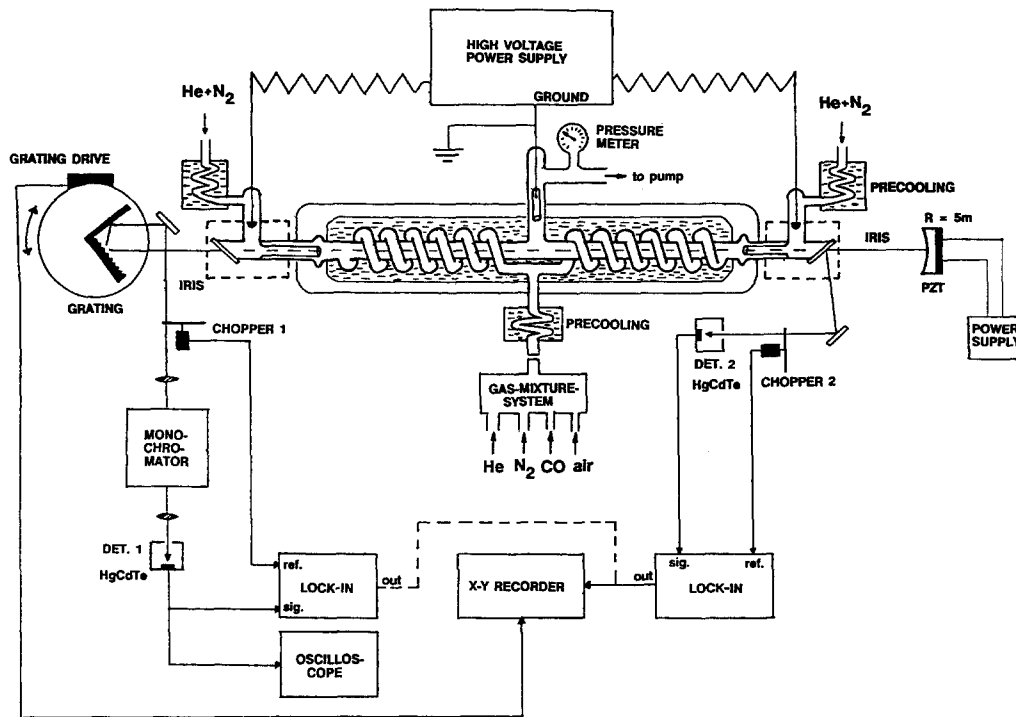 HIGH VOLTAGE
POWER SUPPLY
GROUND
He+N2
He+N2
PRESSURE
METER
to pump
GRATING DRIVE
PRECOOLING
R = 5m
IRIS
IRIS
PZT
GRATING
CHOPPER 1
PRECOOLING
POWER
SUPPLY
DET. 2
HgCdTe
CHOPPER 2
GAS-MIXTURE-
SYSTEM
MONO-
CHRO-
MATOR
He N2 CO air
DET. 1
HgCdTe
ref.
LOCK-IN
sig.
out
X-Y RECORDER
out
sig.
ref.
LOCK-IN
OSCILLOS-
COPE